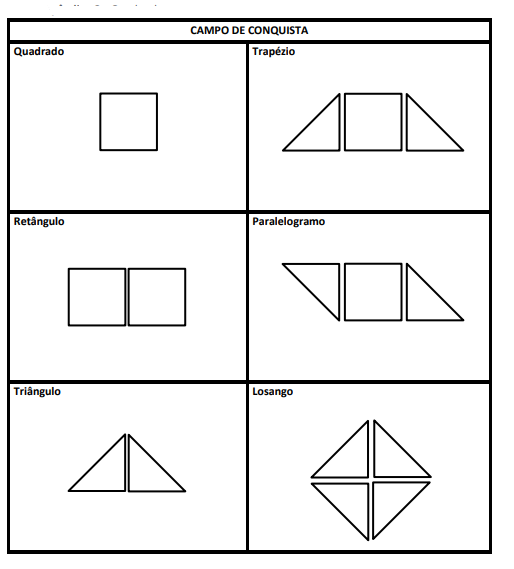 CAMPO DE CONQUISTA
Quadrado
Trapézio
Retângulo
Paralelogramo
Triângulo
Losango